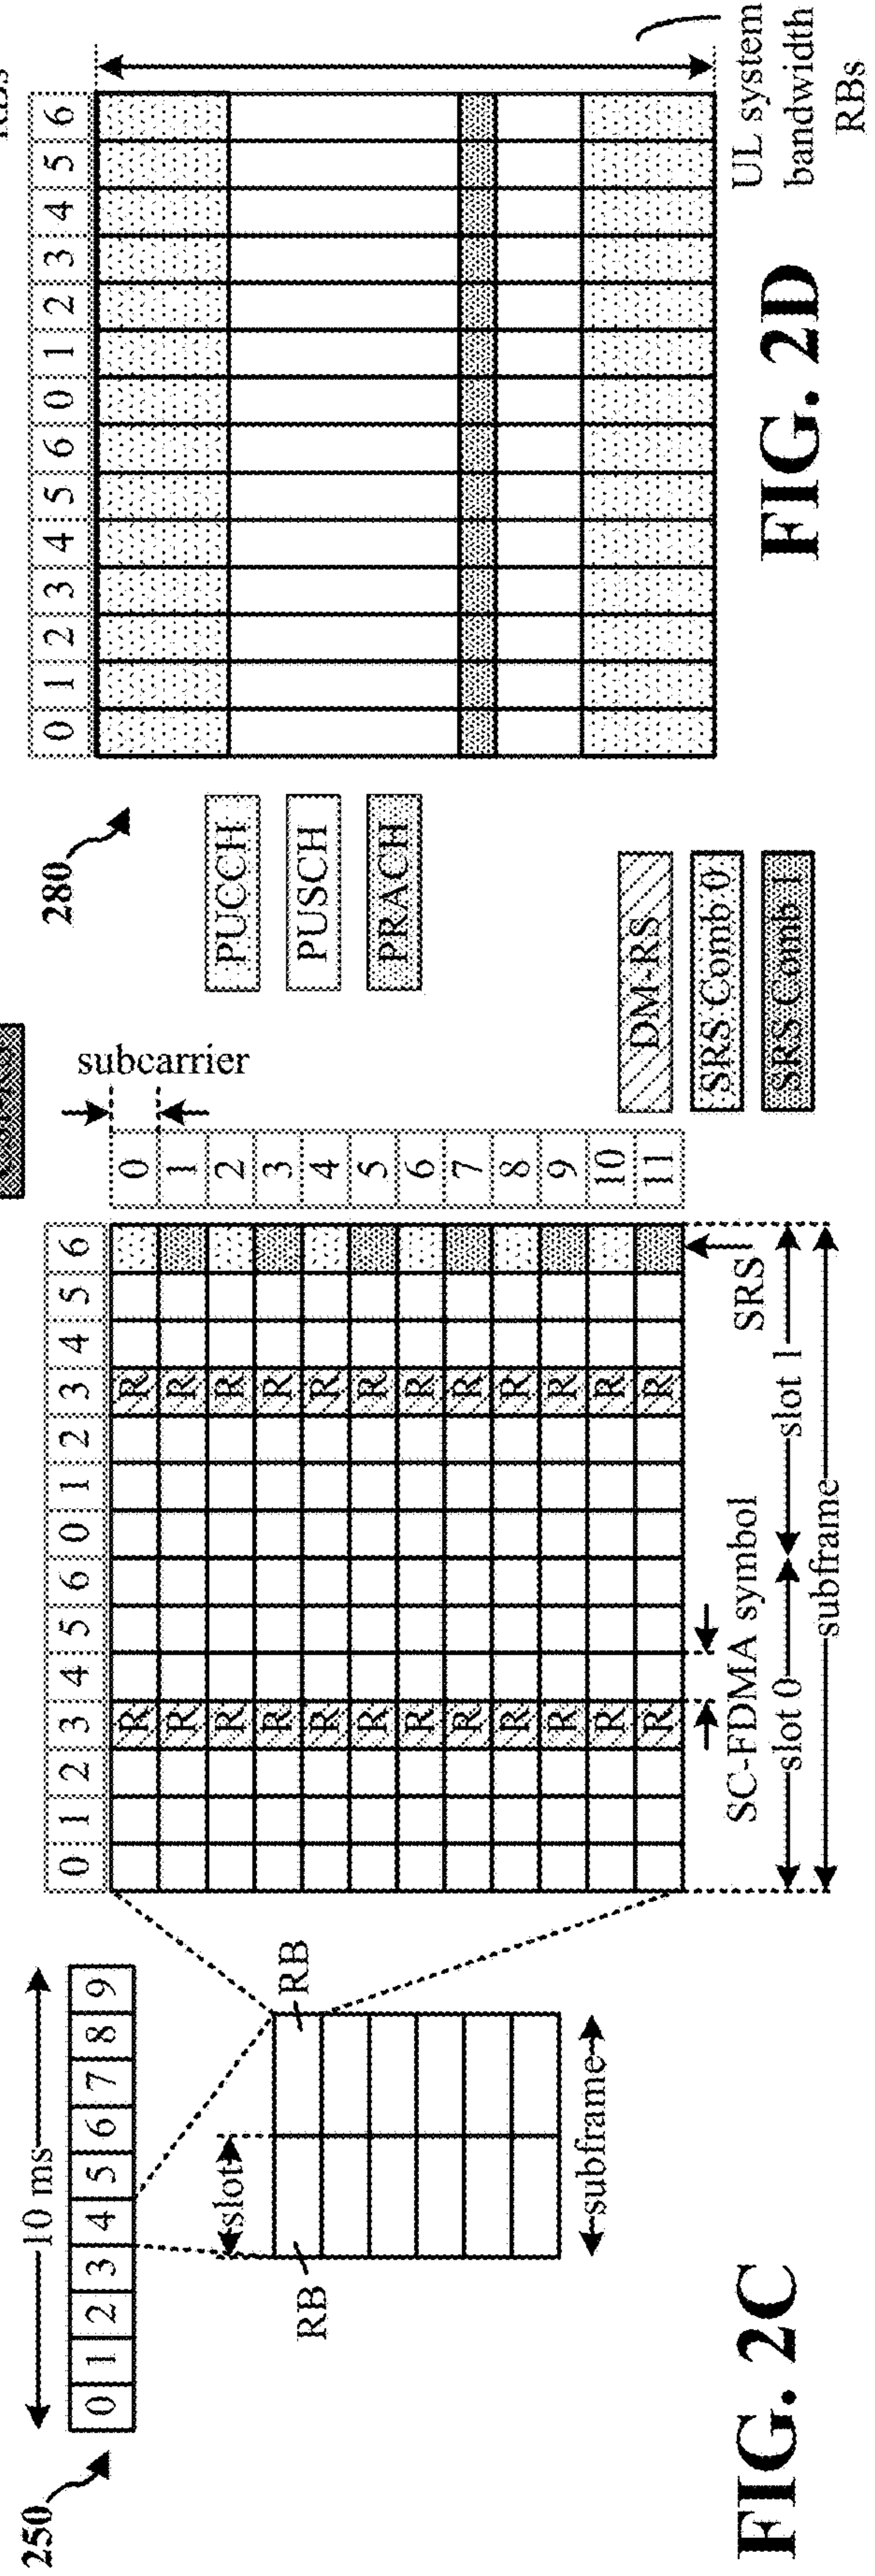 250
10 ms
0 1 2 3 4 5 6 7 8 9
slot
RB
RB
subframe
FIG. 2C
0 1 2 3 4 5 6 0 1 2 3 4 5 6
subcarrier
0
1
2
3
4
5
6
7
8
9
10
11
R R
R R
R R
R R
R R
R R
R R
R R
R R
R R
R R
R R
SRS
SC-FDMA symbol
slot 0
slot 1
subframe
DM-RS
SRS Comb 0
SRS Comb 1
280
PUCCH
PUSCH
PRACH
0 1 2 3 4 5 6 0 1 2 3 4 5 6
UL system
bandwidth
RBs
FIG. 2D